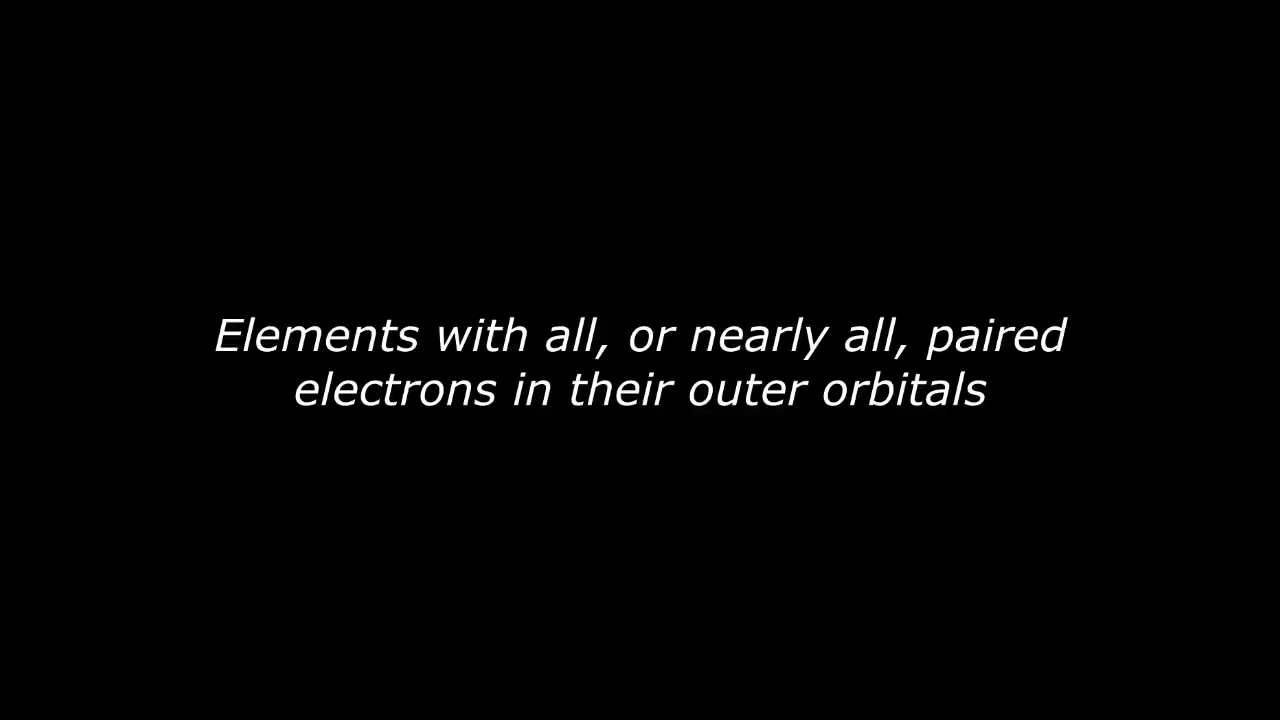 Elements with all, or nearly all, paired
electrons in their outer orbitals